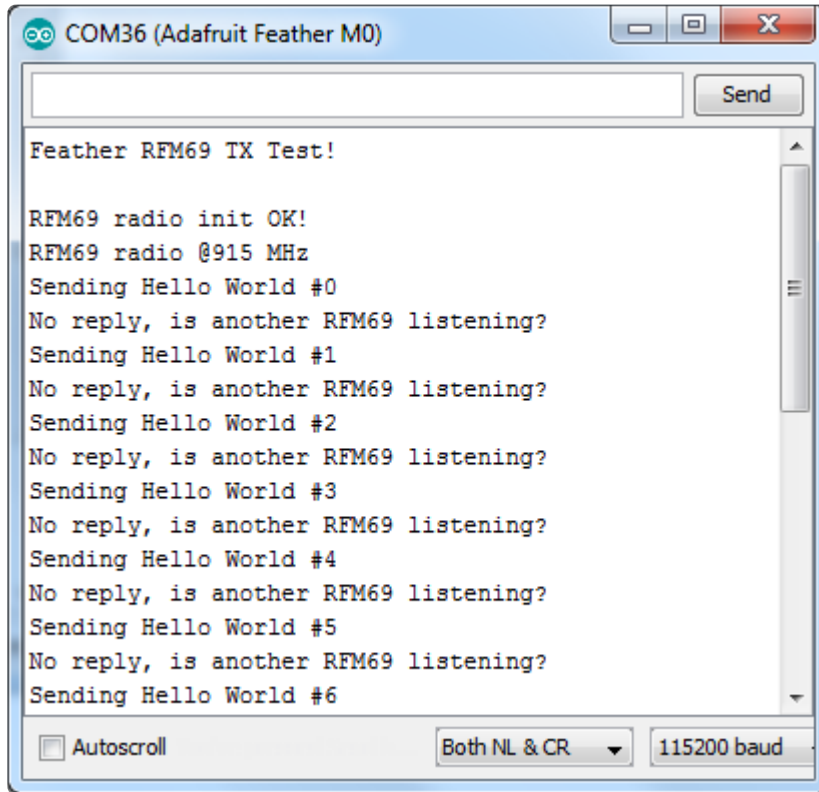 COM36 (Adafruit Feather M0)
Send
Feather RFM69 TX Test!
RFM69 radio init OK!
RFM69 radio @915 MHz
Sending Hello World #0
No reply, is another RFM69 listening?
Sending Hello World #1
No reply, is another RFM69 listening?
Sending Hello World #2
No reply, is another RFM69 listening?
Sending Hello World #3
No reply, is another RFM69 listening?
Sending Hello World #4
No reply, is another RFM69 listening?
Sending Hello World #5
No reply, is another RFM69 listening?
Sending Hello World #6
Autoscroll Both NL & CR 115200 baud